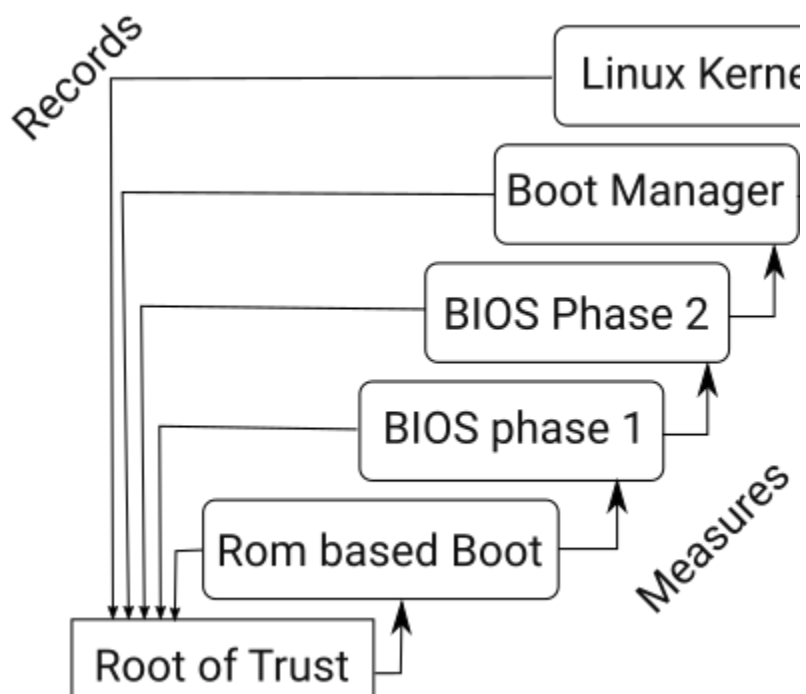 Records
Linux Kerne
Boot Manager
BIOS Phase 2
BIOS phase 1
Measures
Rom based Boot
Root of Trust